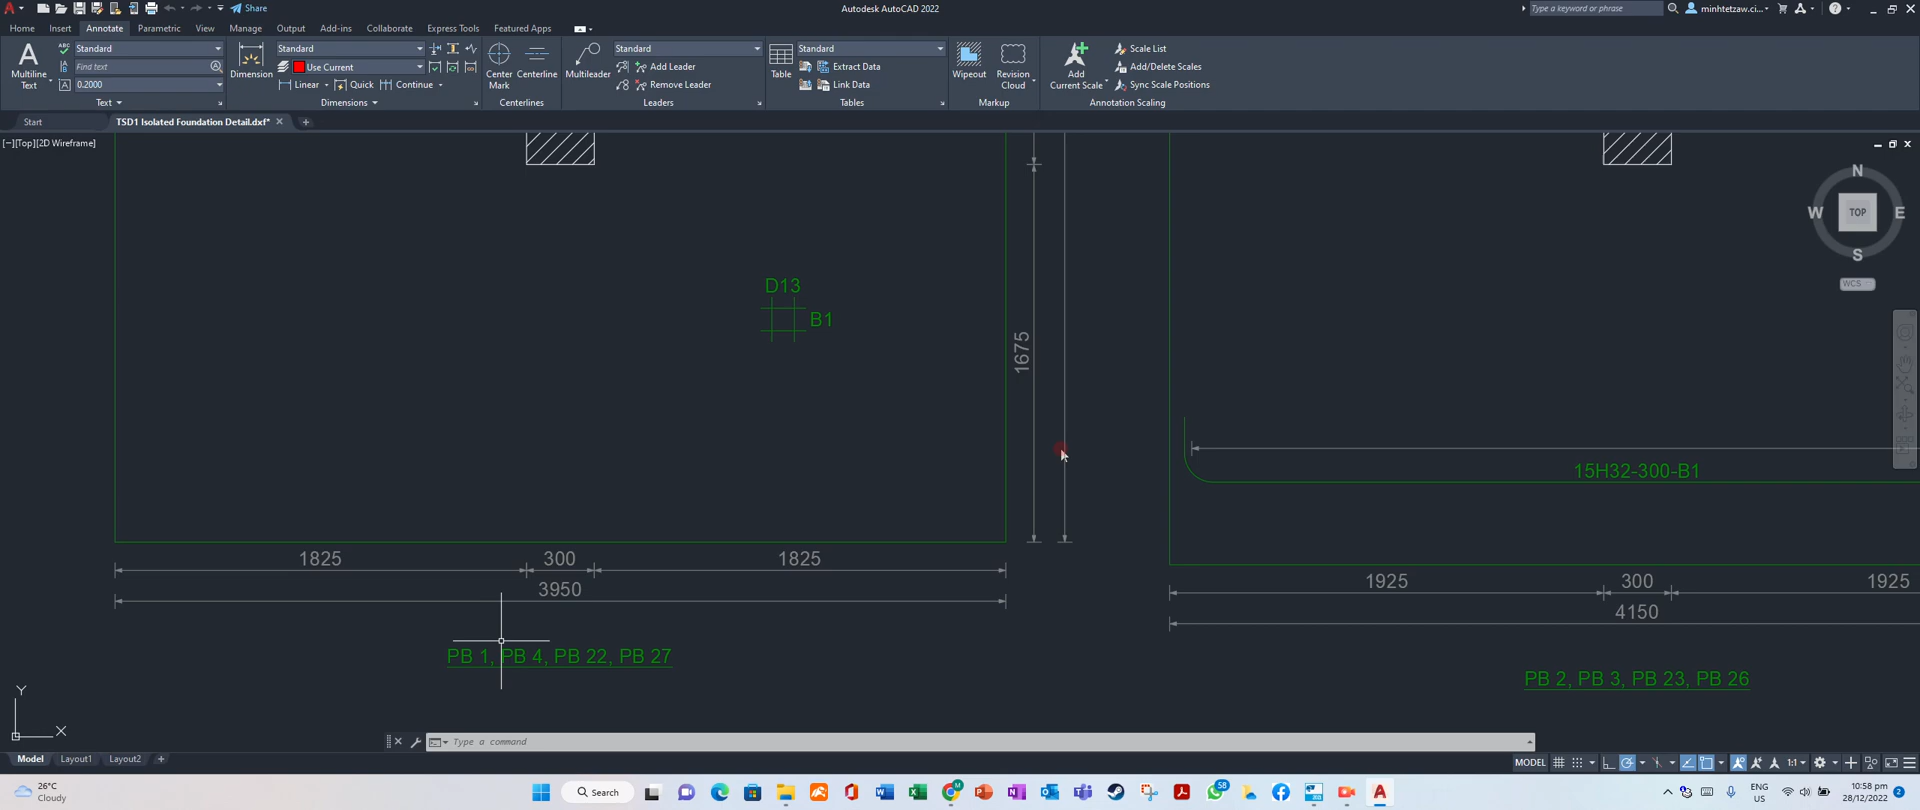 Share
Autodesk AutoCAD 2022
Type a keyword or phrase
minhtetzaw.ci...
Home Insert Annotate Parametric View Manage Output Add-ins Collaborate Express Tools Featured Apps
Multiline Text
Standard
Find text
0.2000
Text
Dimension
Standard
Use Current
Linear Quick Continue
Dimensions
Center Mark
Centerline
Centerlines
Multileader
Standard
Add Leader
Remove Leader
Leaders
Table
Standard
Extract Data
Link Data
Tables
Wipeout
Revision Cloud
Markup
Add Current Scale
Scale List
Add/Delete Scales
Sync Scale Positions
Annotation Scaling
Start
TSD1 Isolated Foundation Detail.dxf*
[−][Top][2D Wireframe]
N
W TOP E
S
WCS
D13
B1
1675
15H32-300-B1
1825 300 1825
3950
1925 300 1925
4150
PB 1, PB 4, PB 22, PB 27
PB 2, PB 3, PB 23, PB 26
Y
X
Type a command
Model Layout1 Layout2
MODEL
1:1
26°C
Cloudy
Search
58
ENG
US
10:58 pm
28/12/2022
2